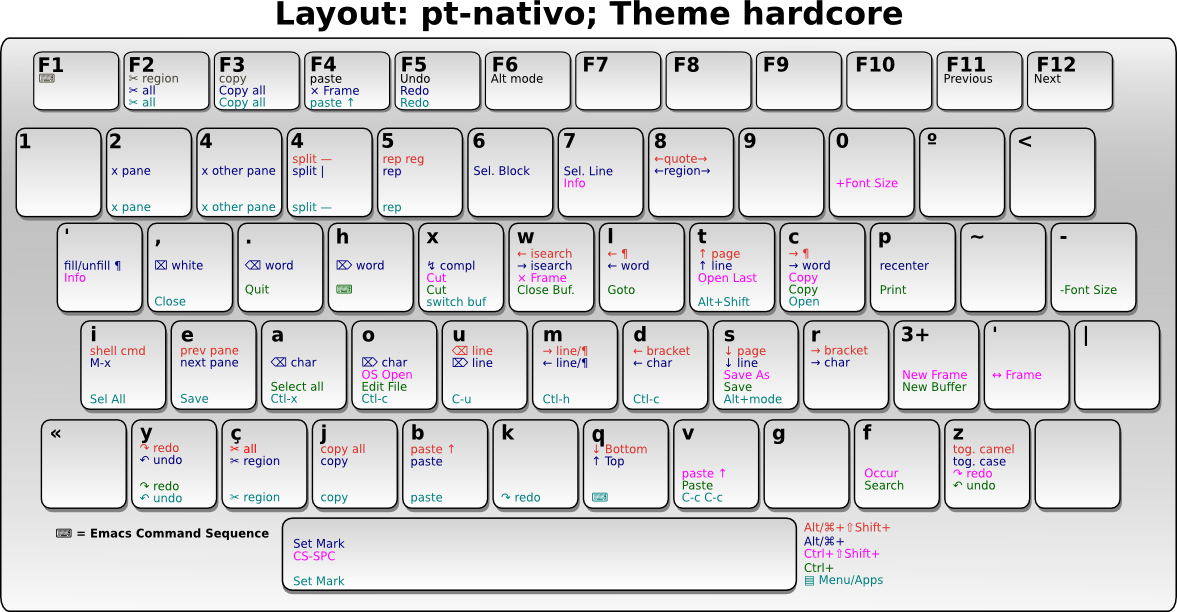 Layout: pt-nativo; Theme hardcore
F1
⌨
F2
✂ region
✂ all
✂ all
F3
copy
Copy all
Copy all
F4
paste
× Frame
paste ↑
F5
Undo
Redo
Redo
F6
Alt mode
F7
F8
F9
F10
F11
Previous
F12
Next
1
2
x pane
x pane
4
x other pane
x other pane
4
split —
split |
split —
5
rep reg
rep
rep
6
Sel. Block
7
Sel. Line
Info
8
←quote→
←region→
9
0
+Font Size
º
<
'
fill/unfill ¶
Info
,
⌧ white
Close
.
⌫ word
Quit
h
⌦ word
⌨
x
↯ compl
Cut
Cut
switch buf
w
← isearch
→ isearch
× Frame
Close Buf.
l
← ¶
← word
Goto
t
↑ page
↑ line
Open Last
Alt+Shift
c
→ ¶
→ word
Copy
Copy
Open
p
recenter
Print
~
-
-Font Size
i
shell cmd
M-x
Sel All
e
prev pane
next pane
Save
a
⌫ char
Select all
Ctl-x
o
⌦ char
OS Open
Edit File
Ctl-c
u
⌫ line
⌦ line
C-u
m
→ line/¶
← line/¶
Ctl-h
d
← bracket
← char
Ctl-c
s
↓ page
↓ line
Save As
Save
Alt+mode
r
→ bracket
→ char
3+
New Frame
New Buffer
'
↔ Frame
|
«
y
↷ redo
↶ undo
↷ redo
↶ undo
ç
✂ all
✂ region
✂ region
j
copy all
copy
copy
b
paste ↑
paste
paste
k
↷ redo
q
↓ Bottom
↑ Top
⌨
v
paste ↑
Paste
C-c C-c
g
f
Occur
Search
z
tog. camel
tog. case
↷ redo
↶ undo
⌨ = Emacs Command Sequence
Set Mark
CS-SPC
Set Mark
Alt/⌘+⇧Shift+
Alt/⌘+
Ctrl+⇧Shift+
Ctrl+
▤ Menu/Apps